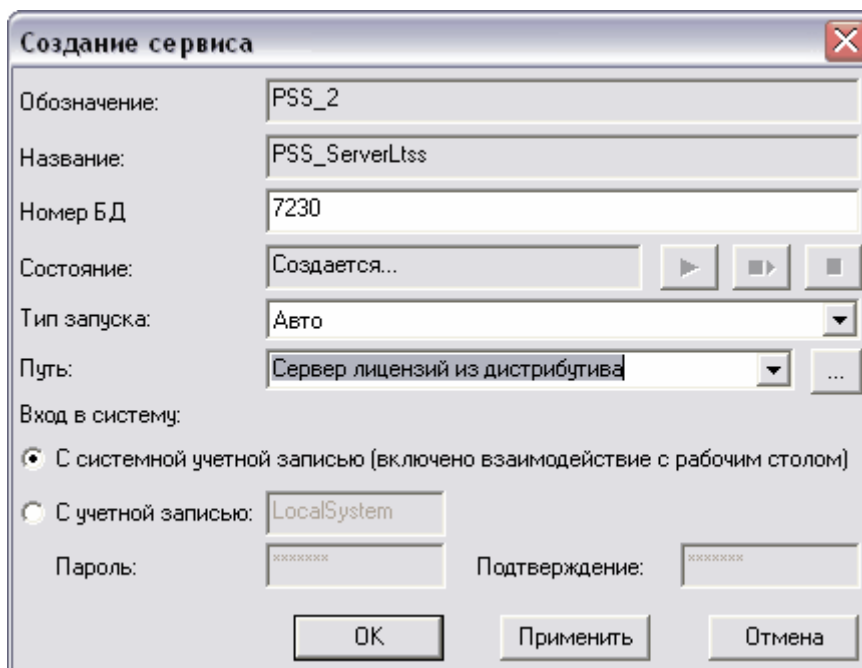 Создание сервиса
Обозначение: PSS_2
Название: PSS_ServerLtss
Номер БД 7230
Состояние: Создается...
Тип запуска: Авто
Путь: Сервер лицензий из дистрибутива ...
Вход в систему:
С системной учетной записью (включено взаимодействие с рабочим столом)
С учетной записью: LocalSystem
Пароль: ******* Подтверждение: *******
OK Применить Отмена